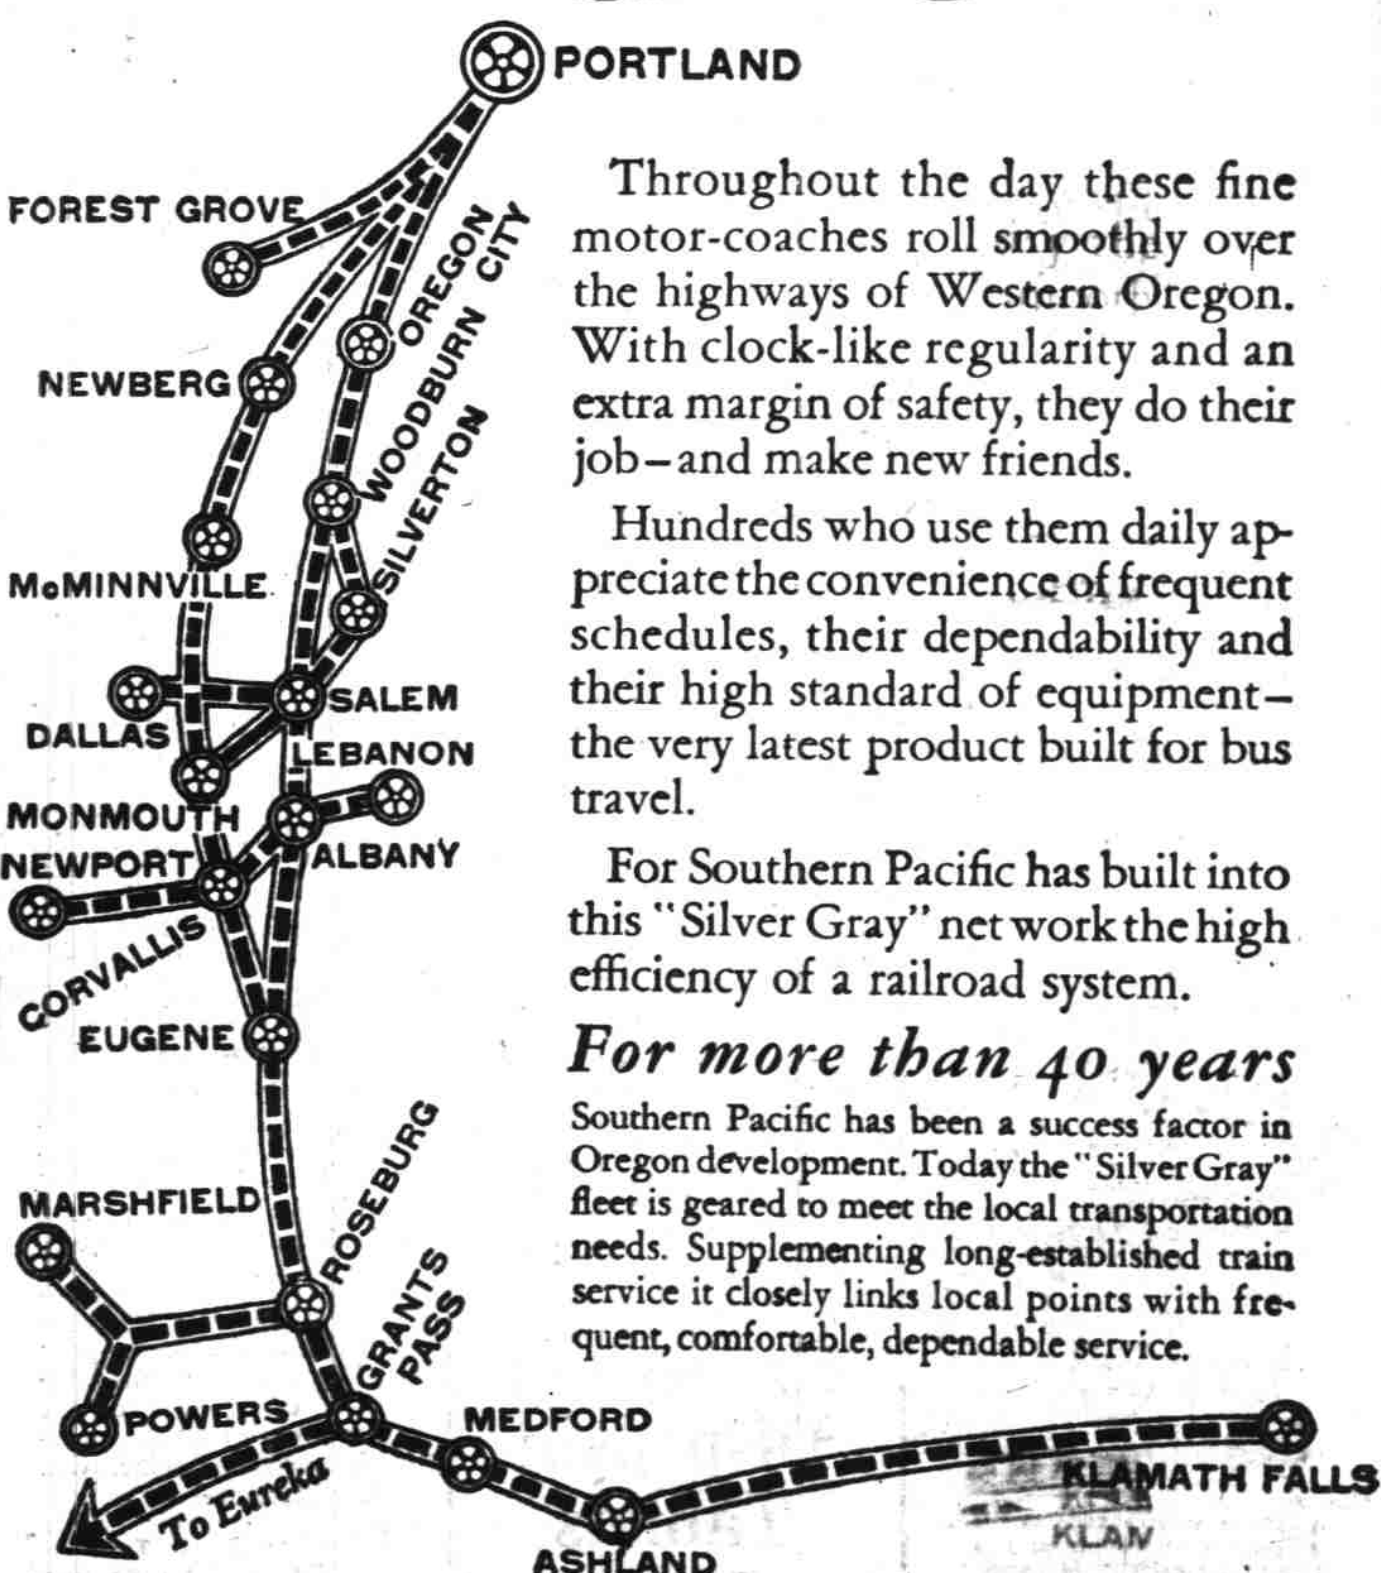 PORTLAND
FOREST GROVE
OREGON
CITY
NEWBERG
WOODBURN
SILVERTON
McMINNVILLE
SALEM
DALLAS
LEBANON
MONMOUTH
NEWPORT
ALBANY
CORVALLIS
EUGENE
MARSHFIELD
ROSEBURG
GRANTS
PASS
POWERS
MEDFORD
To Eureka
KLAMATH FALLS
KLAM
ASHLAND
Throughout the day these fine
motor-coaches roll smoothly over
the highways of Western Oregon.
With clock-like regularity and an
extra margin of safety, they do their
job—and make new friends.
Hundreds who use them daily ap-
preciate the convenience of frequent
schedules, their dependability and
their high standard of equipment—
the very latest product built for bus
travel.
For Southern Pacific has built into
this "Silver Gray" net work the high
efficiency of a railroad system.
For more than 40 years
Southern Pacific has been a success factor in
Oregon development. Today the "Silver Gray"
fleet is geared to meet the local transportation
needs. Supplementing long-established train
service it closely links local points with fre-
quent, comfortable, dependable service.